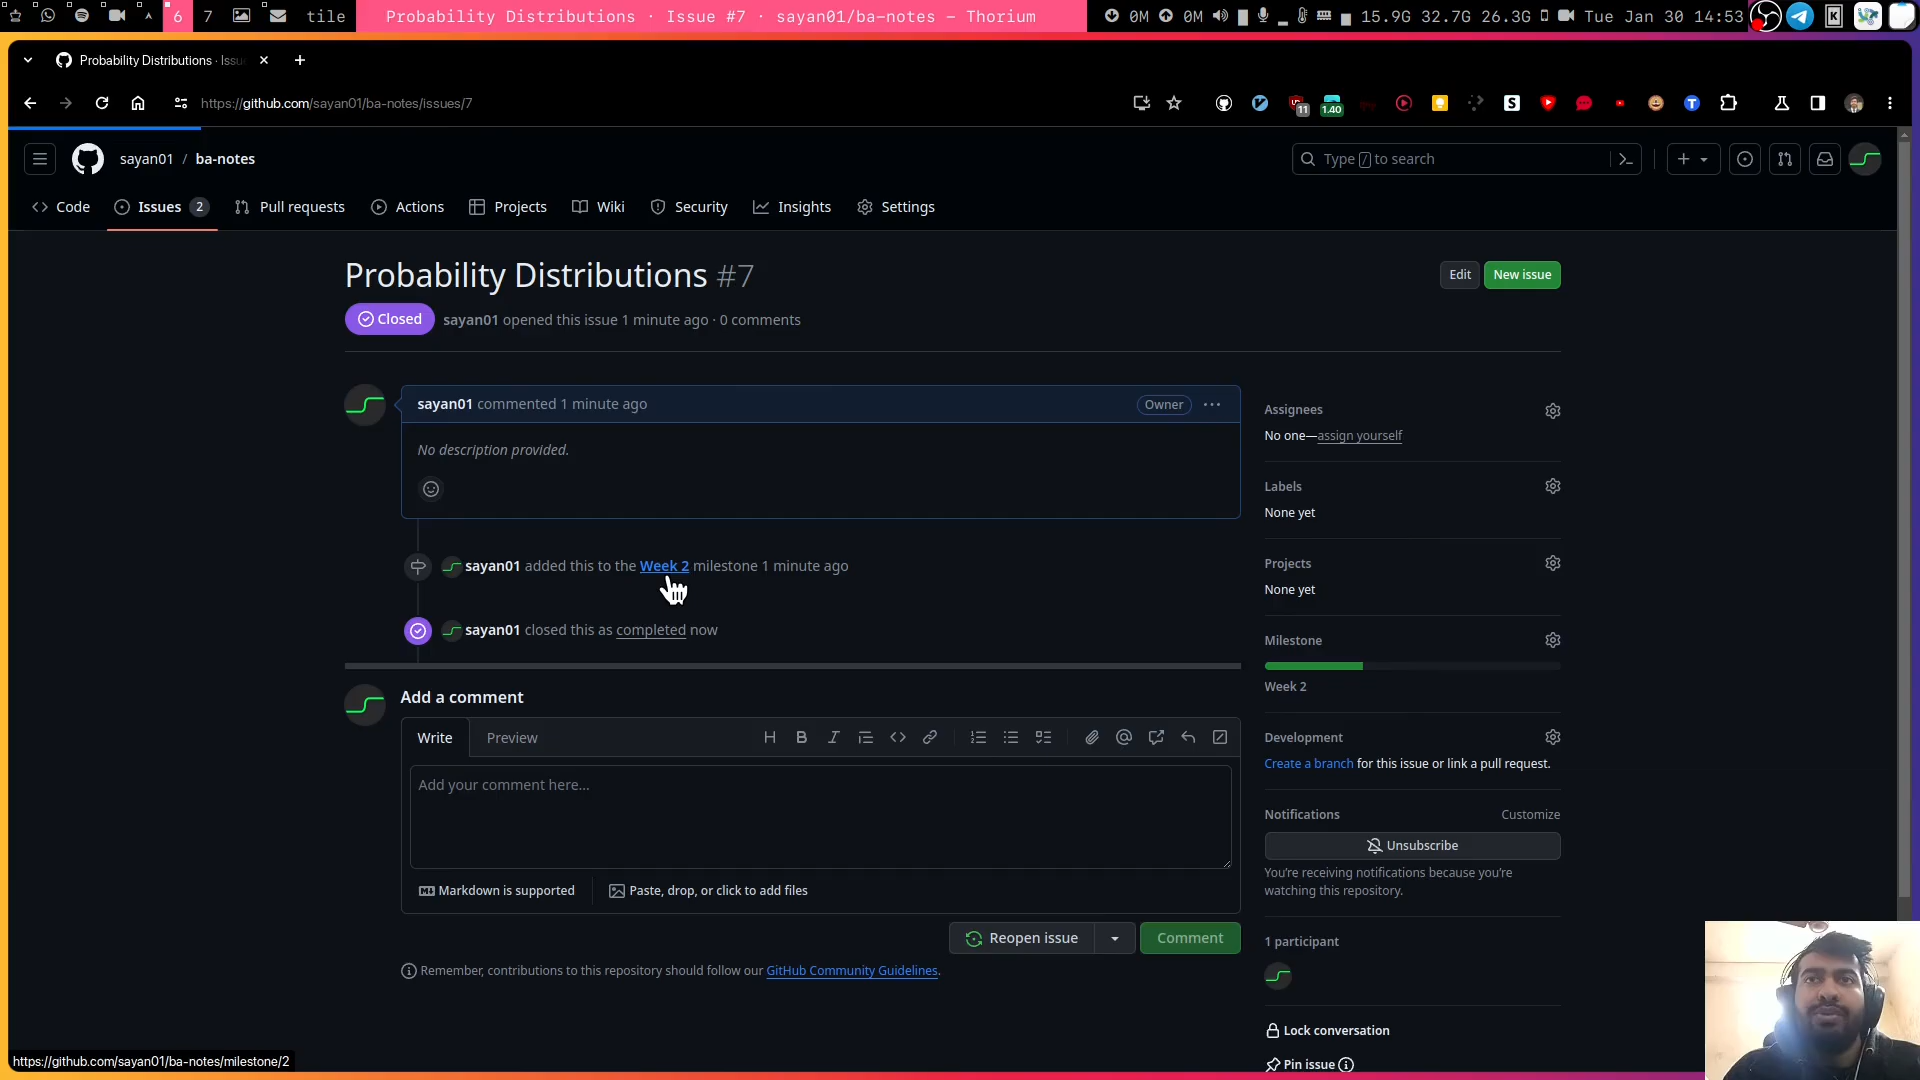 6 7 tile Probability Distributions · Issue #7 · sayan01/ba-notes – Thorium 0M 0M 15.9G 32.7G 26.3G Tue Jan 30 14:53
Probability Distributions · Issu
https://github.com/sayan01/ba-notes/issues/7
11 1.40
sayan01 / ba-notes
Type / to search
Code Issues 2 Pull requests Actions Projects Wiki Security Insights Settings
Probability Distributions #7
Edit New issue
Closed sayan01 opened this issue 1 minute ago · 0 comments
sayan01 commented 1 minute ago Owner
No description provided.
sayan01 added this to the Week 2 milestone 1 minute ago
sayan01 closed this as completed now
Add a comment
Write Preview
Add your comment here...
Markdown is supported Paste, drop, or click to add files
Reopen issue Comment
Remember, contributions to this repository should follow our GitHub Community Guidelines.
Assignees
No one—assign yourself
Labels
None yet
Projects
None yet
Milestone
Week 2
Development
Create a branch for this issue or link a pull request.
Notifications Customize
Unsubscribe
You're receiving notifications because you're
watching this repository.
1 participant
Lock conversation
Pin issue
https://github.com/sayan01/ba-notes/milestone/2